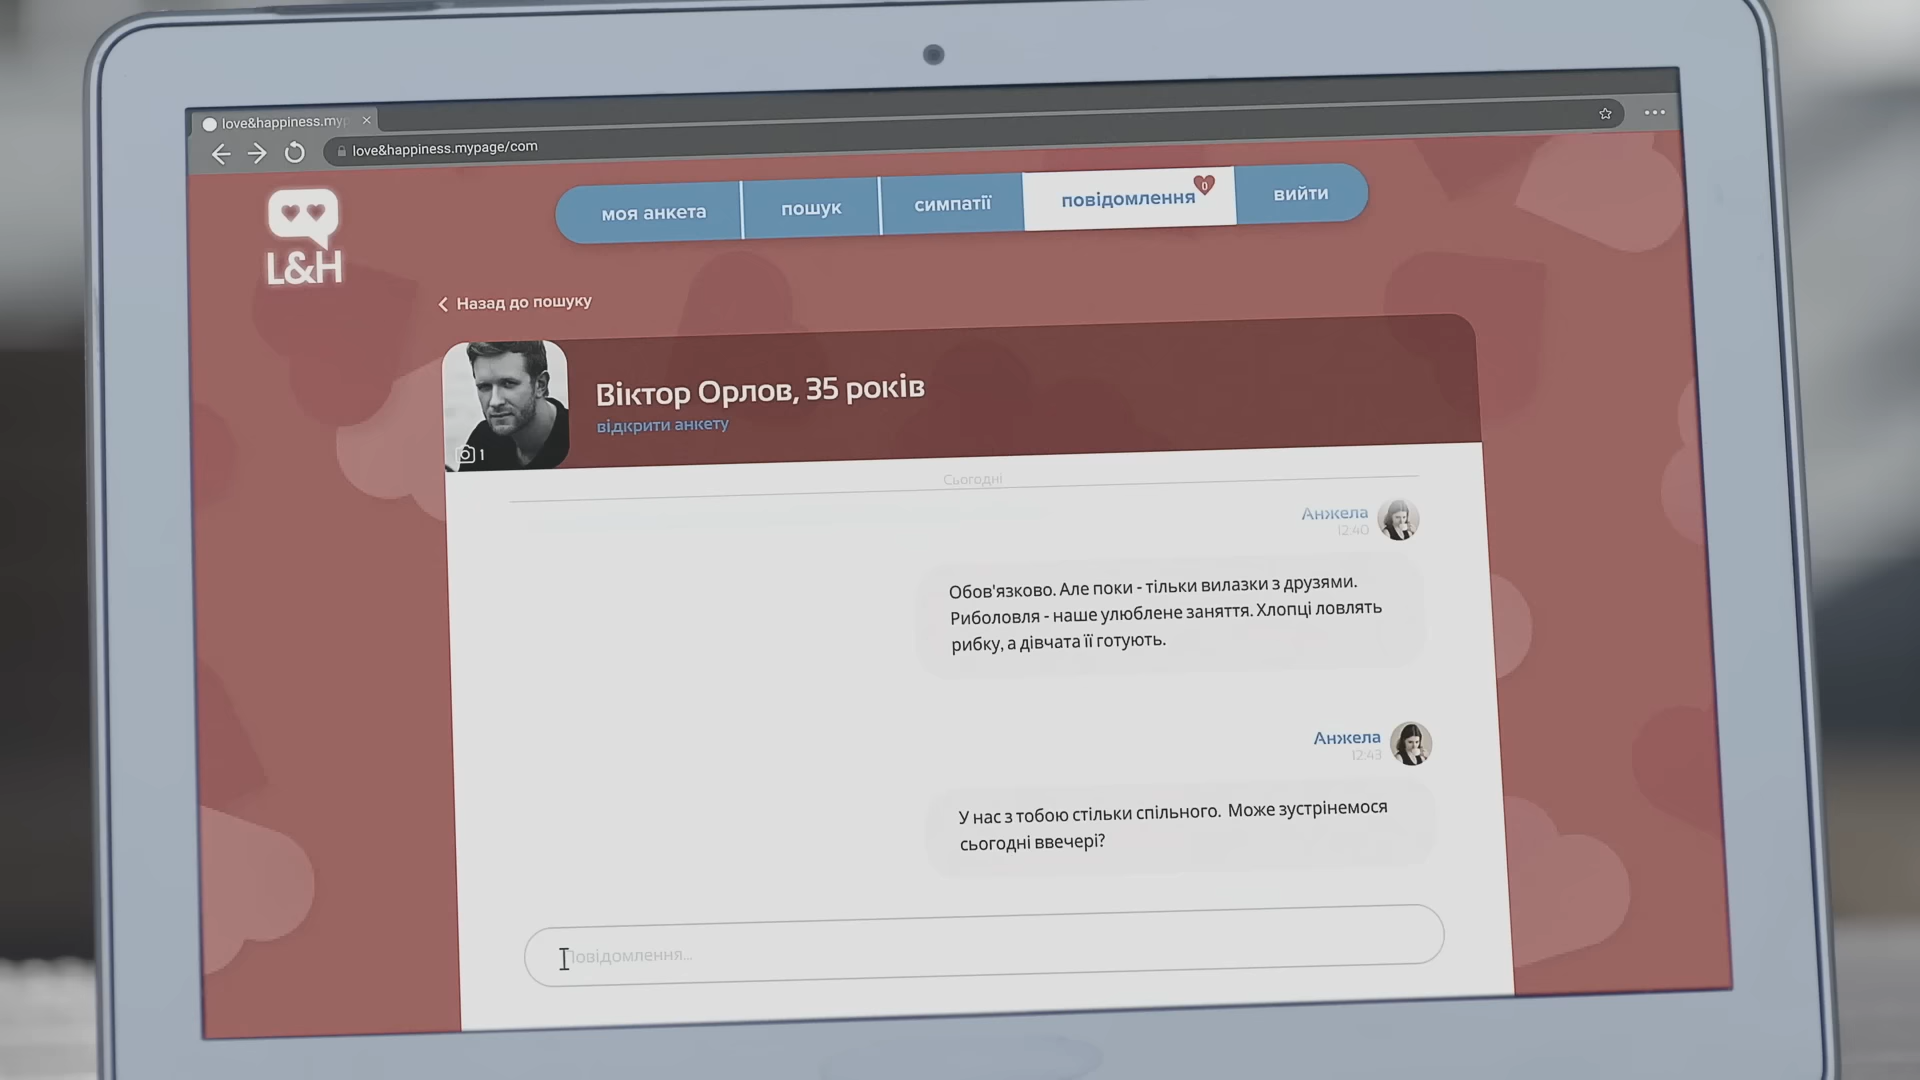 love&happiness.myp
love&happiness.mypage/com
L&H
моя анкета
пошук
симпатії
повідомлення
0
вийти
Назад до пошуку
1
Віктор Орлов, 35 років
відкрити анкету
Сьогодні
Анжела
12:40
Обов'язково. Але поки - тільки вилазки з друзями.
Риболовля - наше улюблене заняття. Хлопці ловлять
рибку, а дівчата її готують.
Анжела
12:43
У нас з тобою стільки спільного. Може зустрінемося
сьогодні ввечері?
Повідомлення...